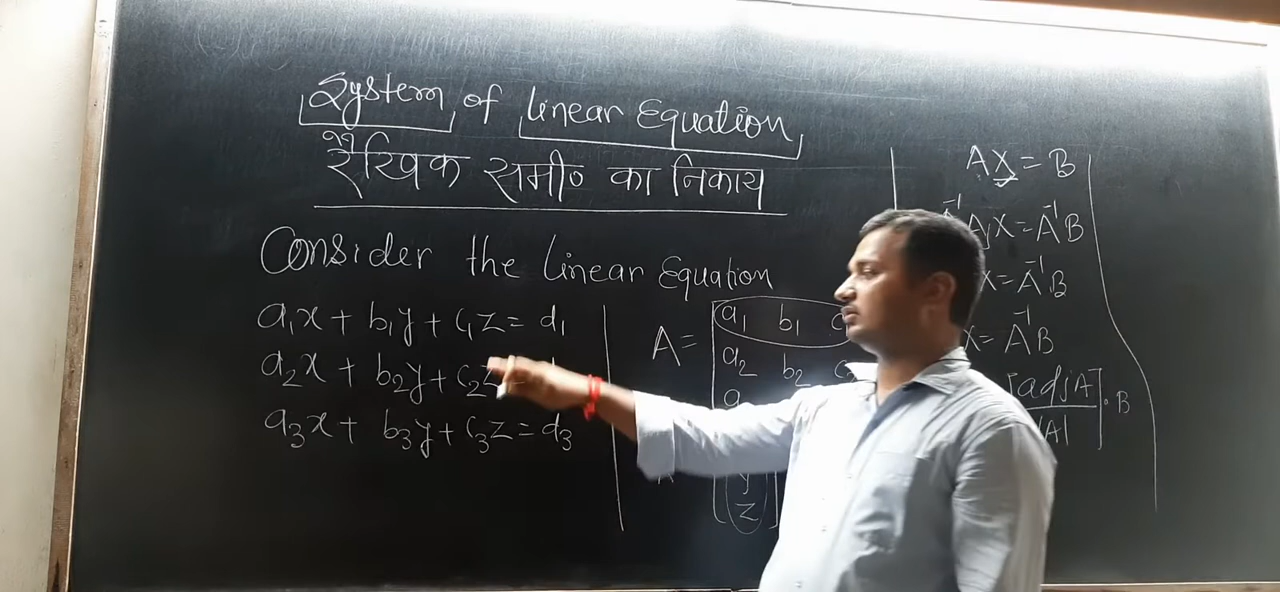 System of linear Equation
रैखिक समी० का निकाय
Consider the linear Equation
a₁x + b₁y + c₁z = d₁
a₂x + b₂y + c₂z
a₃x + b₃y + c₃z = d₃
A =
a₁ b₁
a₂ b₂ c₂
z
AX = B
A⁻¹AX = A⁻¹B
X = A⁻¹B
X = A⁻¹B
[adjA / |A|] · B